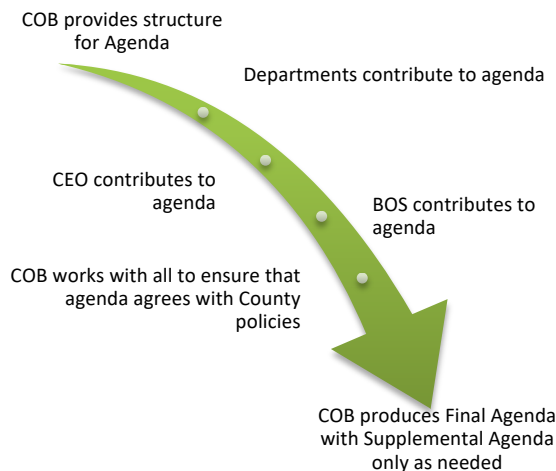 COB provides structure
for Agenda
Departments contribute to agenda
CEO contributes to
agenda
BOS contributes to
agenda
COB works with all to ensure that
agenda agrees with County
policies
COB produces Final Agenda
with Supplemental Agenda
only as needed